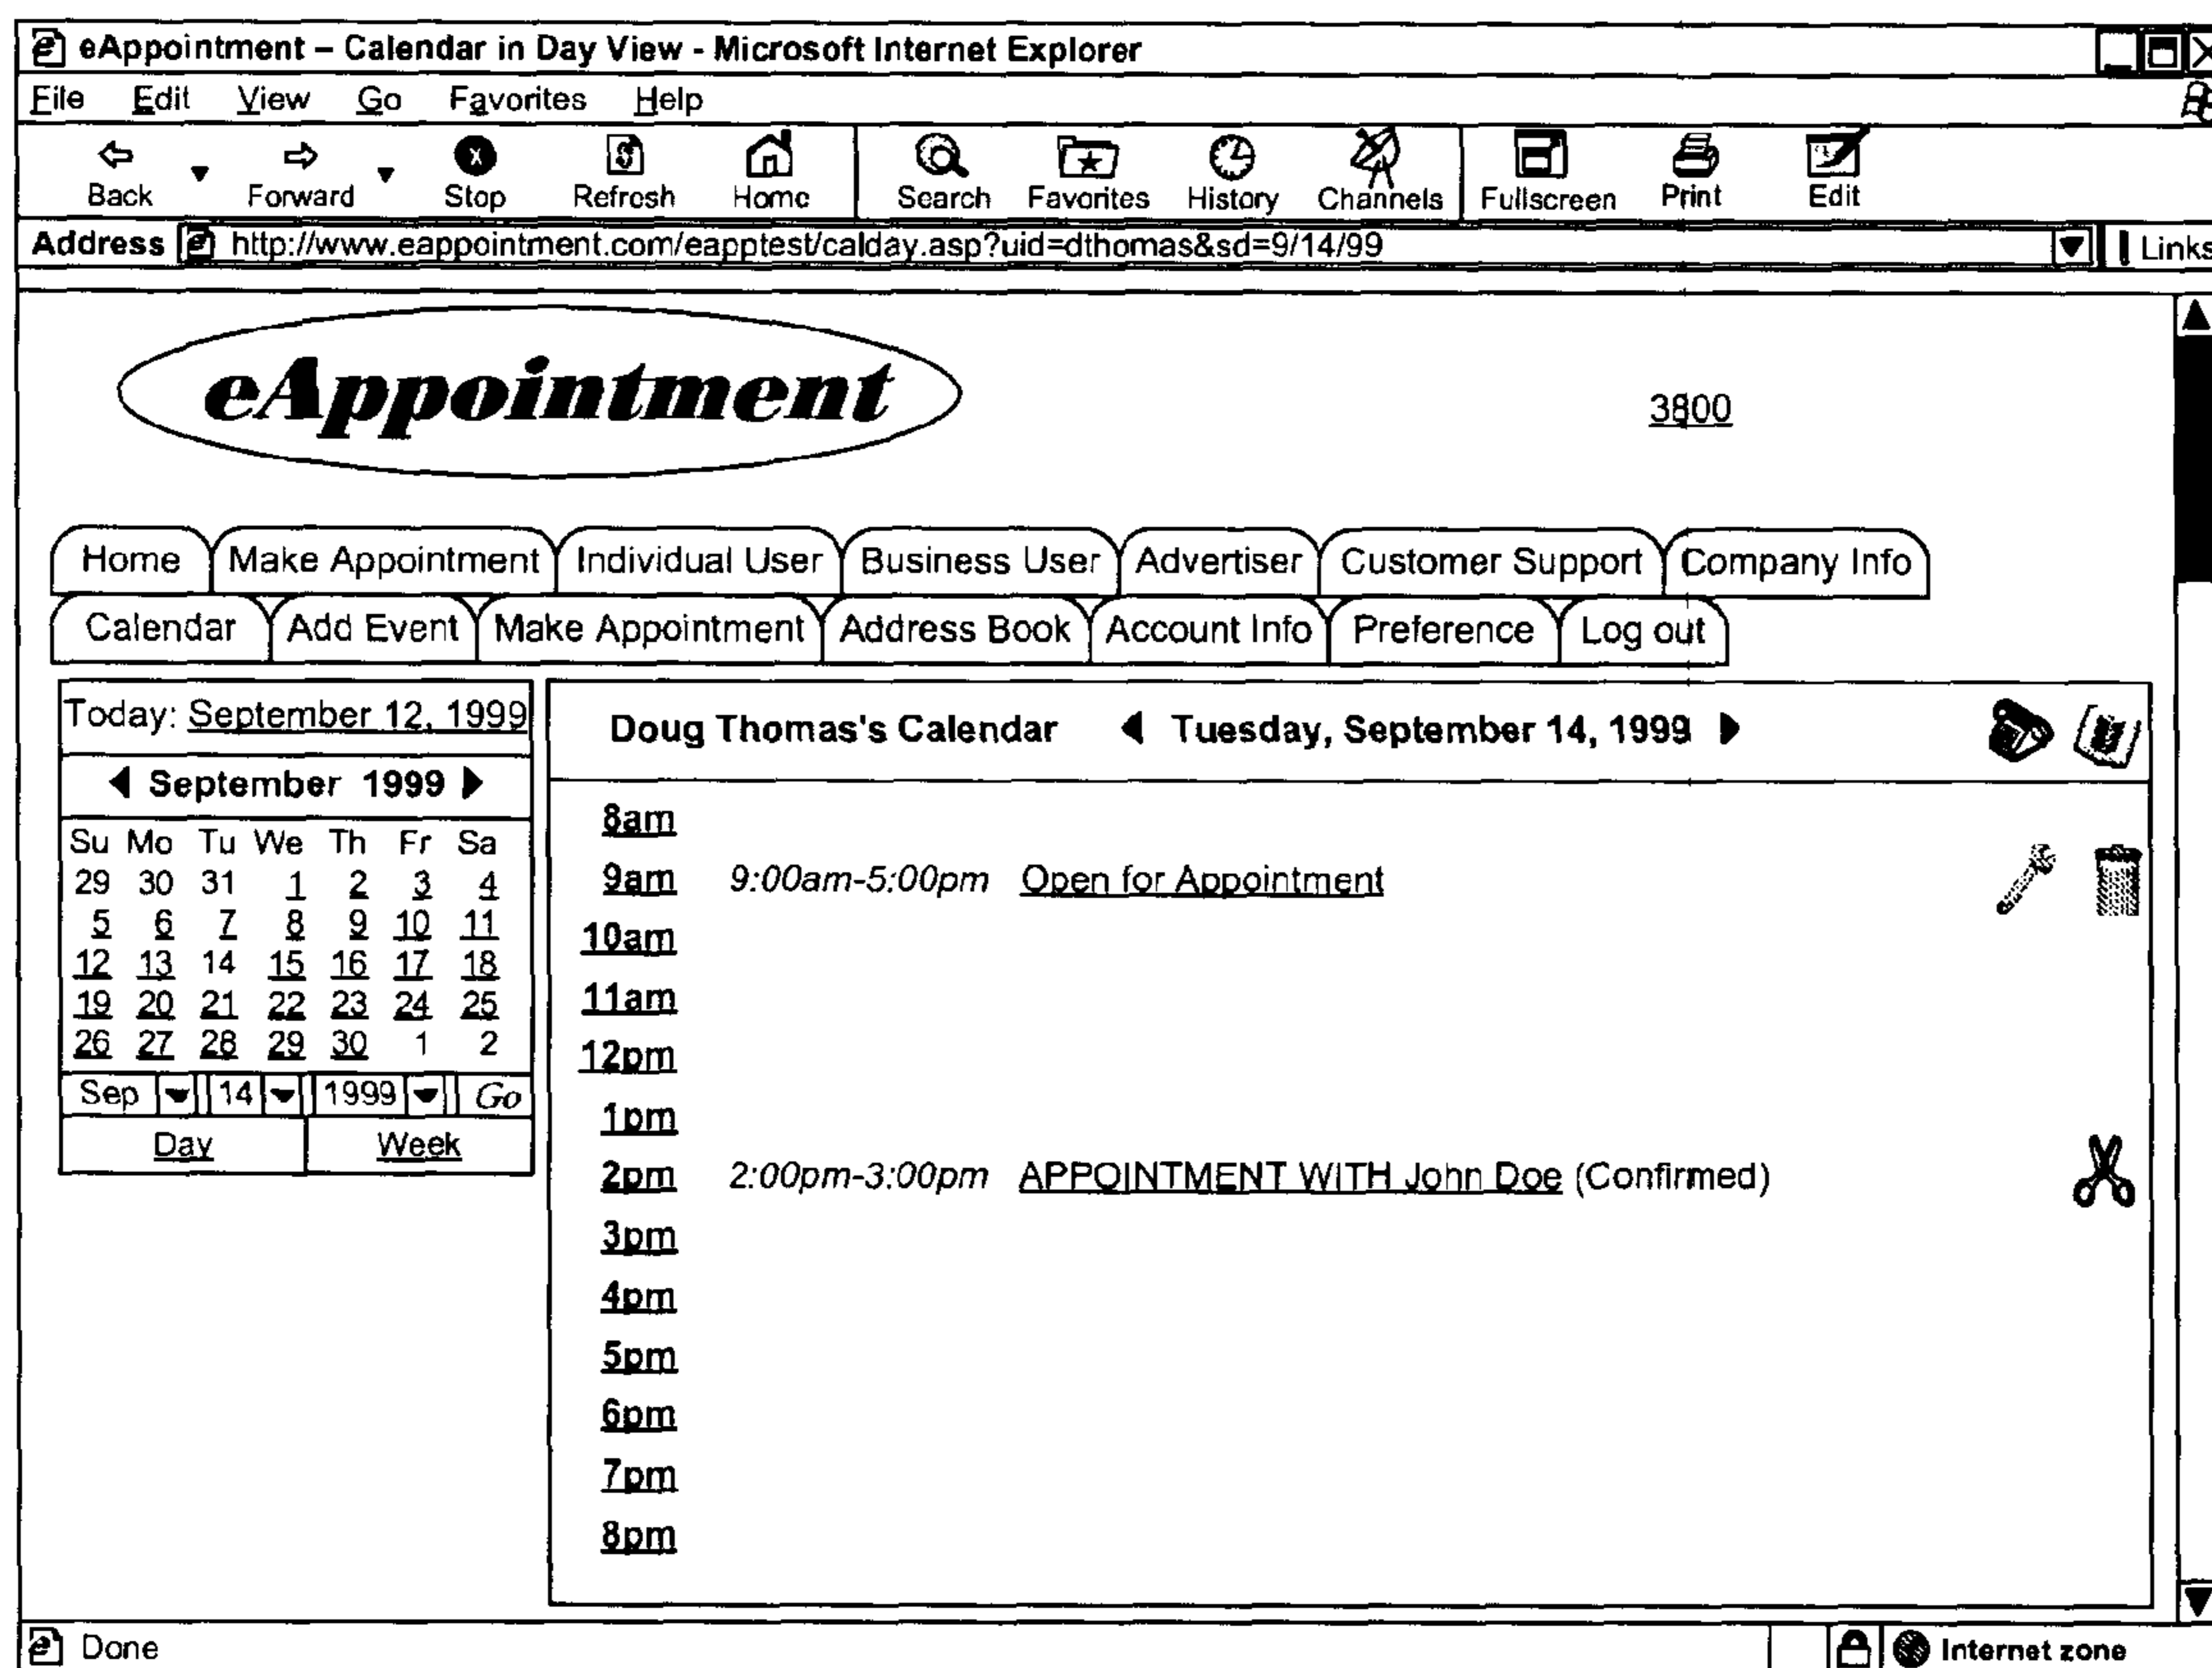 eAppointment – Calendar in Day View - Microsoft Internet Explorer
File Edit View Go Favorites Help
Back Forward Stop Refresh Home Search Favorites History Channels Fullscreen Print Edit
Address http://www.eappointment.com/eapptest/calday.asp?uid=dthomas&sd=9/14/99 Links
eAppointment
3800
Home Make Appointment Individual User Business User Advertiser Customer Support Company Info
Calendar Add Event Make Appointment Address Book Account Info Preference Log out
Today: September 12, 1999
September 1999
Su Mo Tu We Th Fr Sa
29 30 31 1 2 3 4
5 6 7 8 9 10 11
12 13 14 15 16 17 18
19 20 21 22 23 24 25
26 27 28 29 30 1 2
Sep 14 1999 Go
Day Week
Doug Thomas's Calendar Tuesday, September 14, 1999
8am
9am 9:00am-5:00pm Open for Appointment
10am
11am
12pm
1pm
2pm 2:00pm-3:00pm APPOINTMENT WITH John Doe (Confirmed)
3pm
4pm
5pm
6pm
7pm
8pm
Done Internet zone